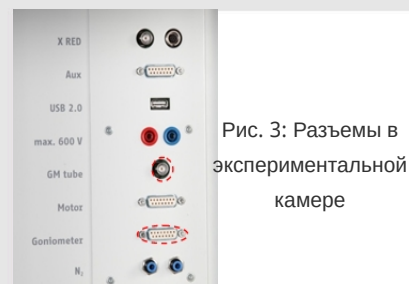 X RED
Aux
USB 2.0
max. 600 V
GM tube
Motor
Goniometer
N₂
Рис. 3: Разъемы в
экспериментальной
камере